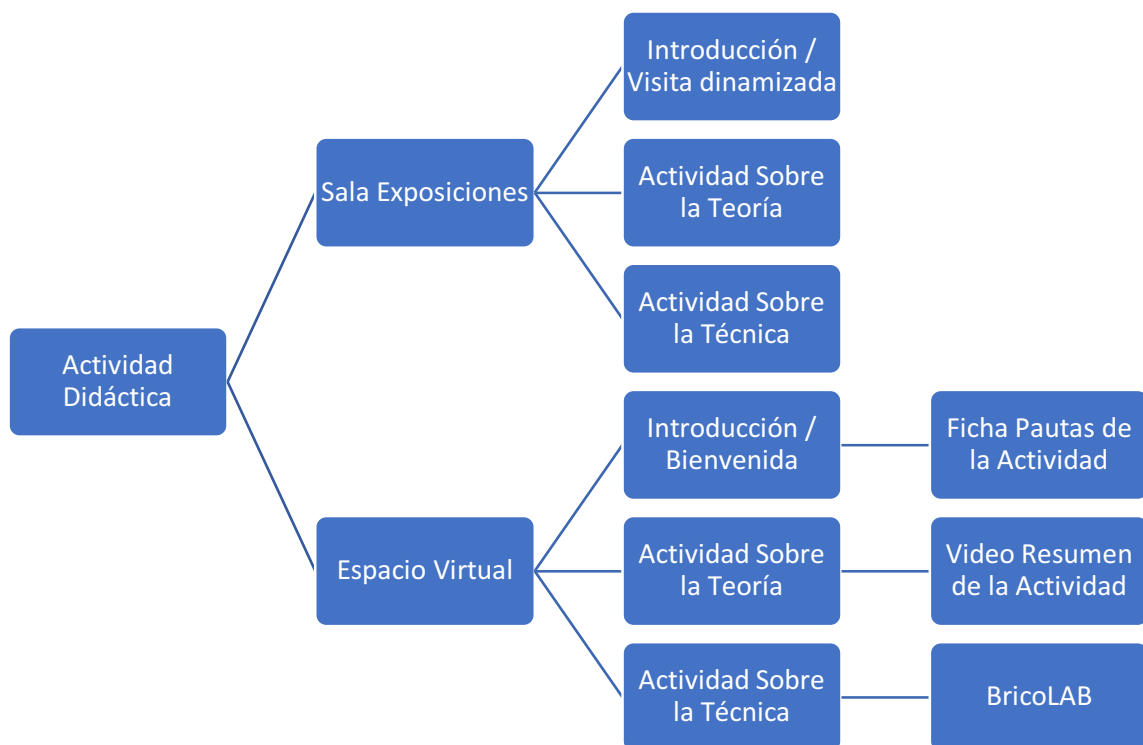 Introducción /
Visita dinamizada
Actividad Sobre
la Teoría
Sala Exposiciones
Actividad Sobre
la Técnica
Actividad
Didáctica
Introducción /
Bienvenida
Ficha Pautas de
la Actividad
Espacio Virtual
Actividad Sobre
la Teoría
Video Resumen
de la Actividad
Actividad Sobre
la Técnica
BricoLAB